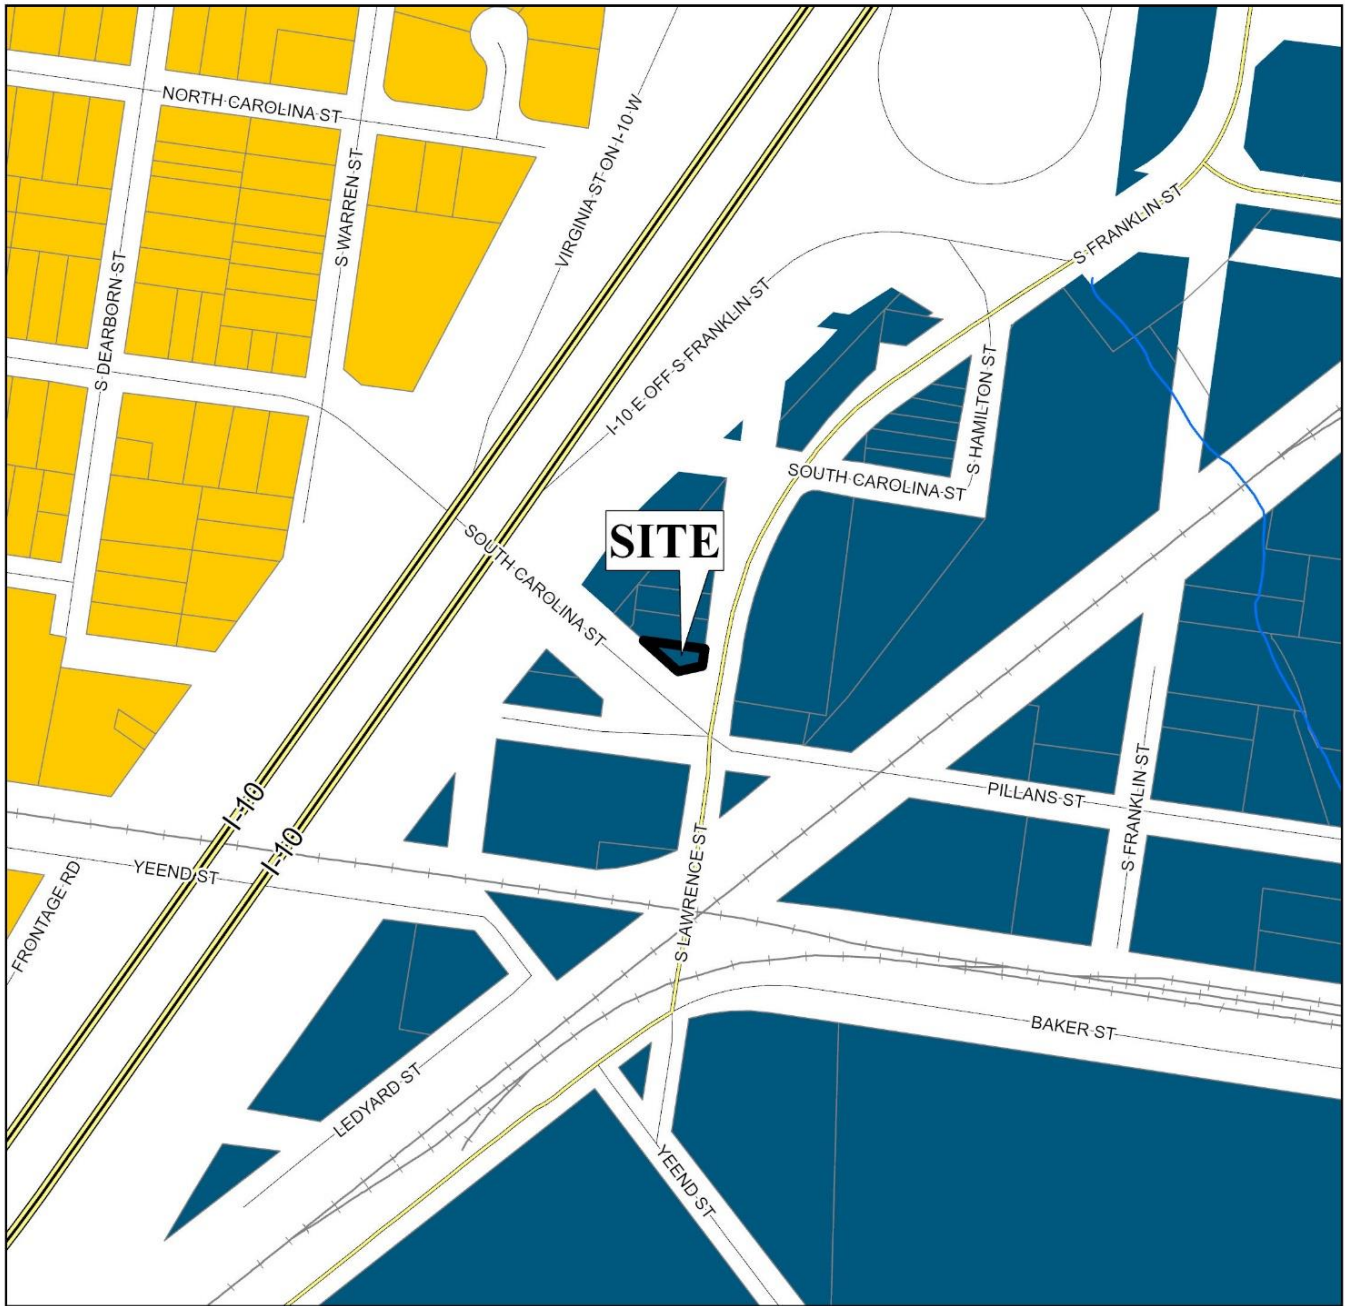 NORTH CAROLINA ST
VIRGINIA ST ON I-10 W
S WARREN ST
S FRANKLIN ST
S DEARBORN ST
I-10 E OFF S FRANKLIN ST
S HAMILTON ST
SOUTH CAROLINA ST
SITE
SOUTH CAROLINA ST
I-10
I-10
PILLANS ST
S FRANKLIN ST
YEEND ST
S LAWRENCE ST
FRONTAGE RD
BAKER ST
LEDYARD ST
YEEND ST